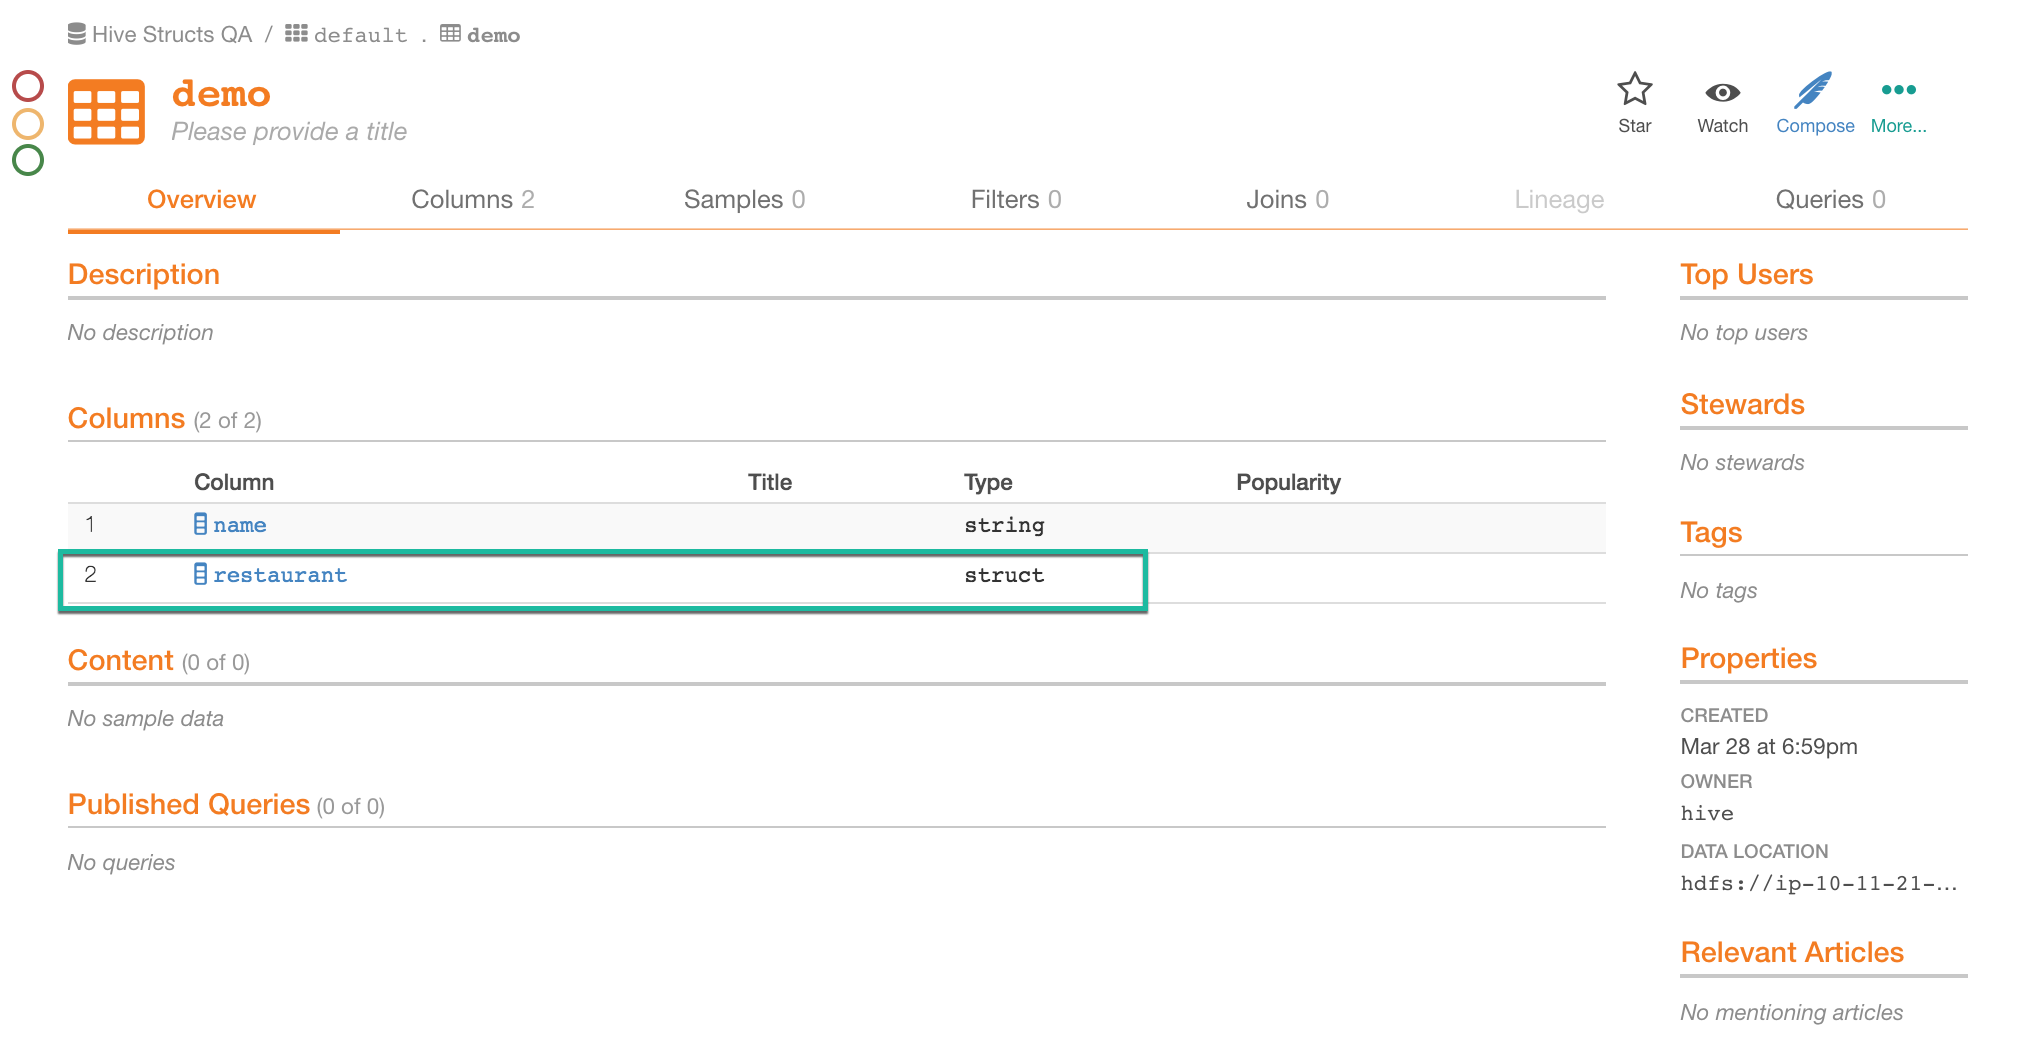 Hive Structs QA / default . demo
demo
Please provide a title
Star Watch Compose More...
Overview Columns 2 Samples 0 Filters 0 Joins 0 Lineage Queries 0
Description
No description
Columns (2 of 2)
Column Title Type Popularity
1 name string
2 restaurant struct
Content (0 of 0)
No sample data
Published Queries (0 of 0)
No queries
Top Users
No top users
Stewards
No stewards
Tags
No tags
Properties
CREATED
Mar 28 at 6:59pm
OWNER
hive
DATA LOCATION
hdfs://ip-10-11-21-...
Relevant Articles
No mentioning articles